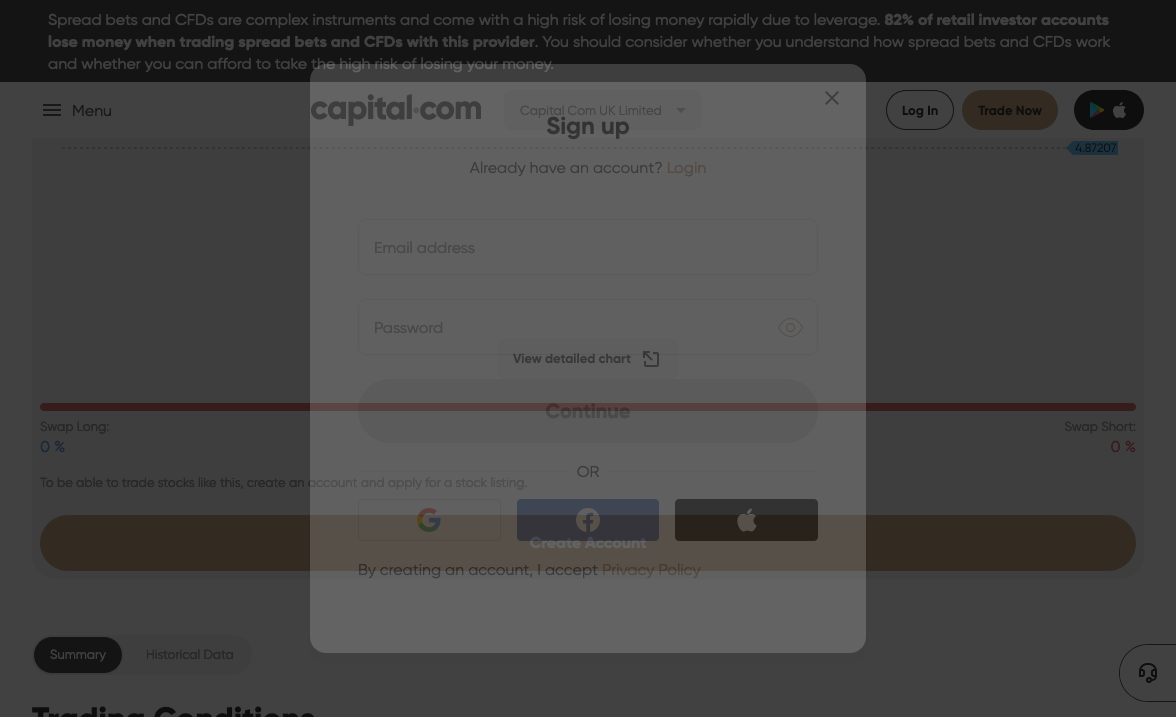 Spread bets and CFDs are complex instruments and come with a high risk of losing money rapidly due to leverage. 82% of retail investor accounts
lose money when trading spread bets and CFDs with this provider. You should consider whether you understand how spread bets and CFDs work
and whether you can afford to take the high risk of losing your money.
Menu
capital.com
Capital Com UK Limited
Log In
Trade Now
Sign up
4.87207
Already have an account? Login
Email address
Password
View detailed chart
Continue
Swap Long:
Swap Short:
0 %
0 %
OR
To be able to trade stocks like this, create an account and apply for a stock listing.
Create Account
By creating an account, I accept Privacy Policy
Summary
Historical Data
Trading Conditions